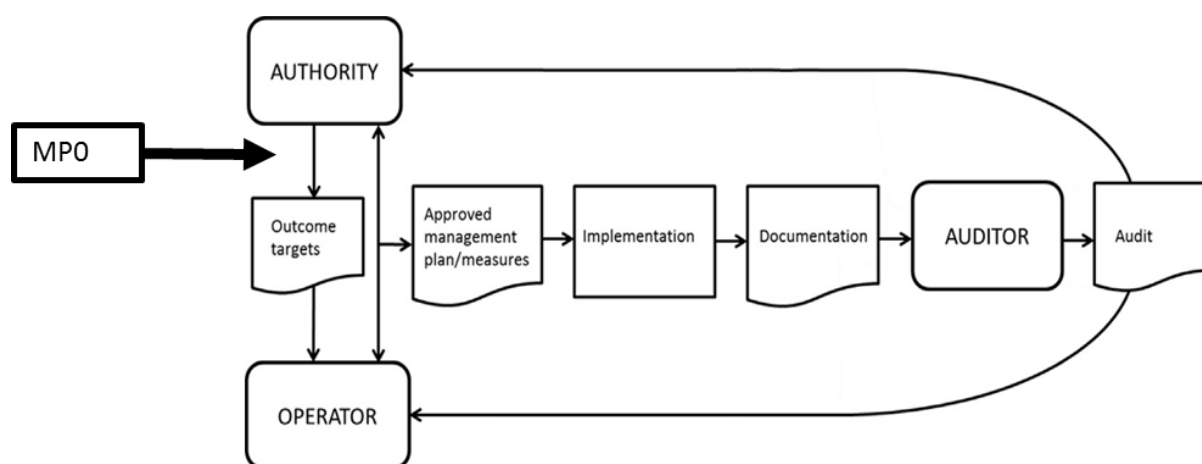 AUTHORITY
MP0
Outcome
targets
Approved
management
plan/measures
Implementation
Documentation
AUDITOR
Audit
OPERATOR